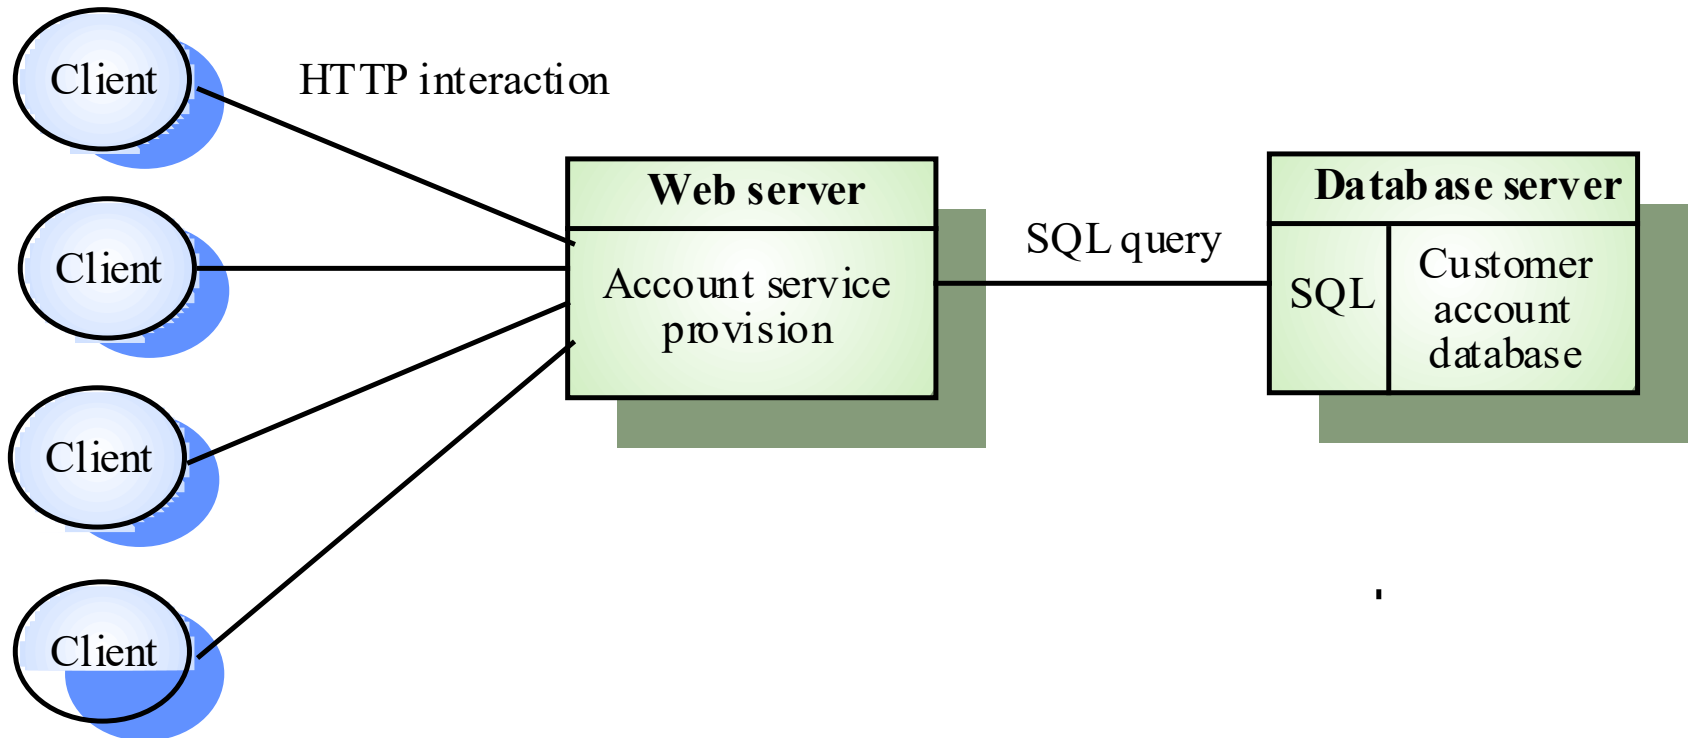 Client
HTTP interaction
Client
Client
Client
Web server
Account service
provision
SQL query
Database server
SQL
Customer
account
database